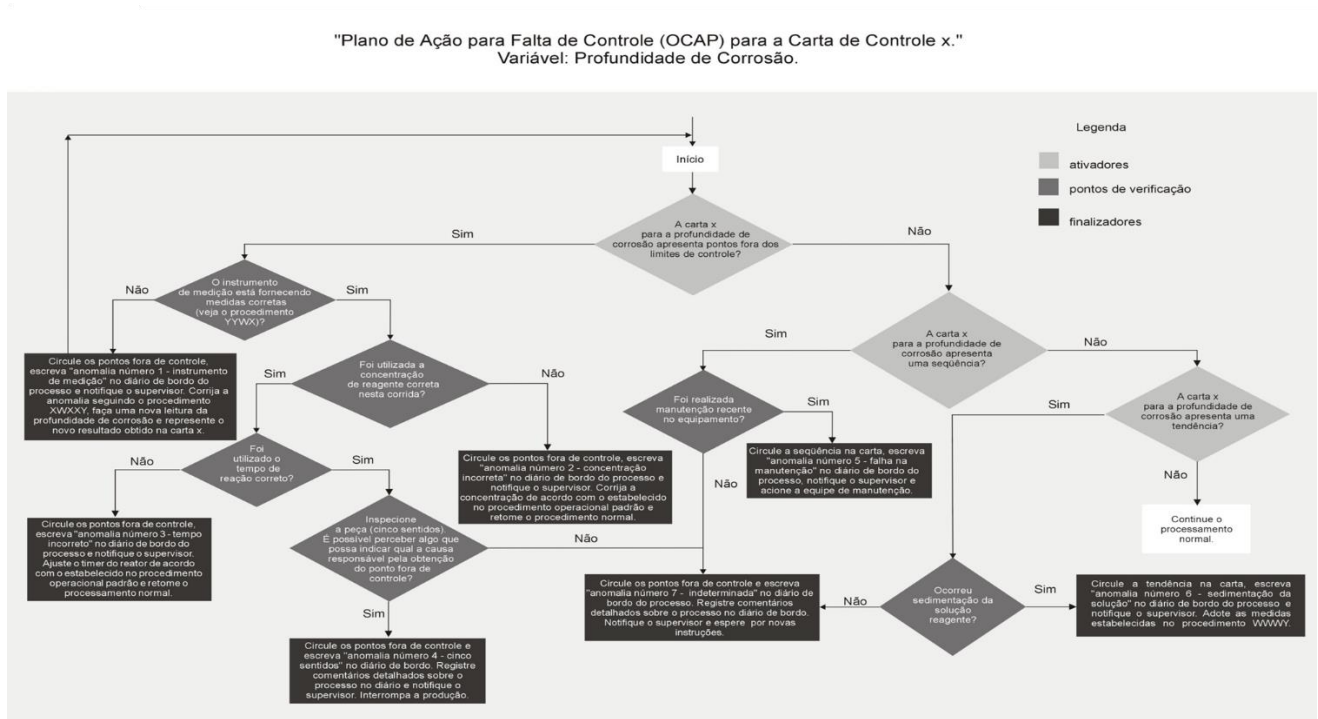 "Plano de Ação para Falta de Controle (OCAP) para a Carta de Controle x."
Variável: Profundidade de Corrosão.
Legenda
ativadores
pontos de verificação
finalizadores
Início
A carta x
para a profundidade de
corrosão apresenta pontos fora dos
limites de controle?
Sim
Não
O instrumento
de medição está fornecendo
medidas corretas
(veja o procedimento
YYWX)?
Não
Sim
Circule os pontos fora de controle,
escreva "anomalia número 1 - instrumento
de medição" no diário de bordo do
processo e notifique o supervisor. Corrija a
anomalia seguindo o procedimento
XWXXY, faça uma nova leitura da
profundidade de corrosão e represente o
novo resultado obtido na carta x.
Foi utilizada a
concentração
de reagente correta
nesta corrida?
Sim
Não
Circule os pontos fora de controle, escreva
"anomalia número 2 - concentração
incorreta" no diário de bordo do processo e
notifique o supervisor. Corrija a
concentração de acordo com o estabelecido
no procedimento operacional padrão e
retome o procedimento normal.
Foi
utilizado o
tempo de
reação correto?
Não
Sim
Circule os pontos fora de controle,
escreva "anomalia número 3 - tempo
incorreto" no diário de bordo do
processo e notifique o supervisor.
Ajuste o timer do reator de acordo
com o estabelecido no procedimento
operacional padrão e retome o
processamento normal.
Inspecione
a peça (cinco sentidos).
É possível perceber algo que
possa indicar qual a causa
responsável pela obtenção
do ponto fora de
controle?
Não
Sim
Circule os pontos fora de controle e
escreva "anomalia número 4 - cinco
sentidos" no diário de bordo. Registre
comentários detalhados sobre o
processo no diário e notifique o
supervisor. Interrompa a produção.
A carta x
para a profundidade de
corrosão apresenta
uma seqüência?
Sim
Não
Foi realizada
manutenção recente
no equipamento?
Sim
Não
Circule a seqüência na carta, escreva
"anomalia número 5 - falha na
manutenção" no diário de bordo do
processo, notifique o supervisor e
acione a equipe de manutenção.
A carta x
para a profundidade de
corrosão apresenta uma
tendência?
Sim
Não
Continue o
processamento
normal.
Ocorreu
sedimentação da
solução
reagente?
Não
Sim
Circule os pontos fora de controle e escreva
"anomalia número 7 - indeterminada" no diário de
bordo do processo. Registre comentários
detalhados sobre o processo no diário de bordo.
Notifique o supervisor e espere por novas
instruções.
Circule a tendência na carta, escreva
"anomalia número 6 - sedimentação da
solução" no diário de bordo do processo e
notifique o supervisor. Adote as medidas
estabelecidas no procedimento WWWY.